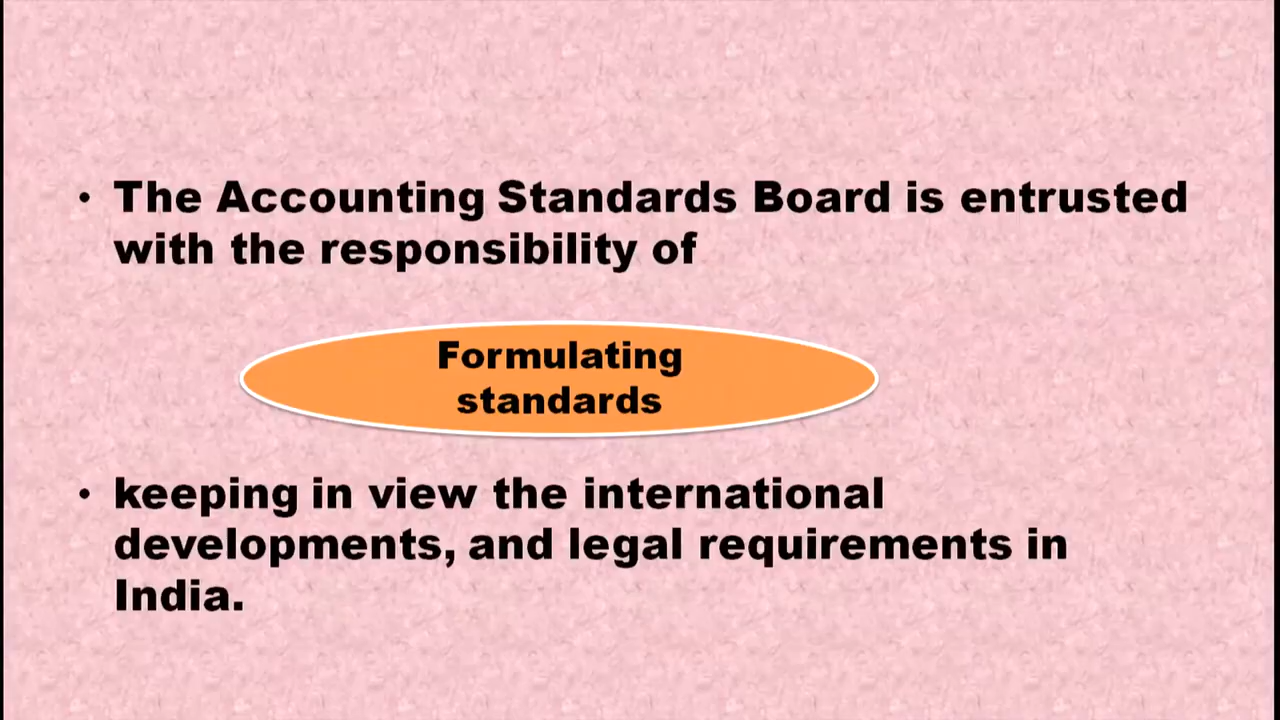 • The Accounting Standards Board is entrusted
with the responsibility of
Formulating
standards
• keeping in view the international
developments, and legal requirements in
India.